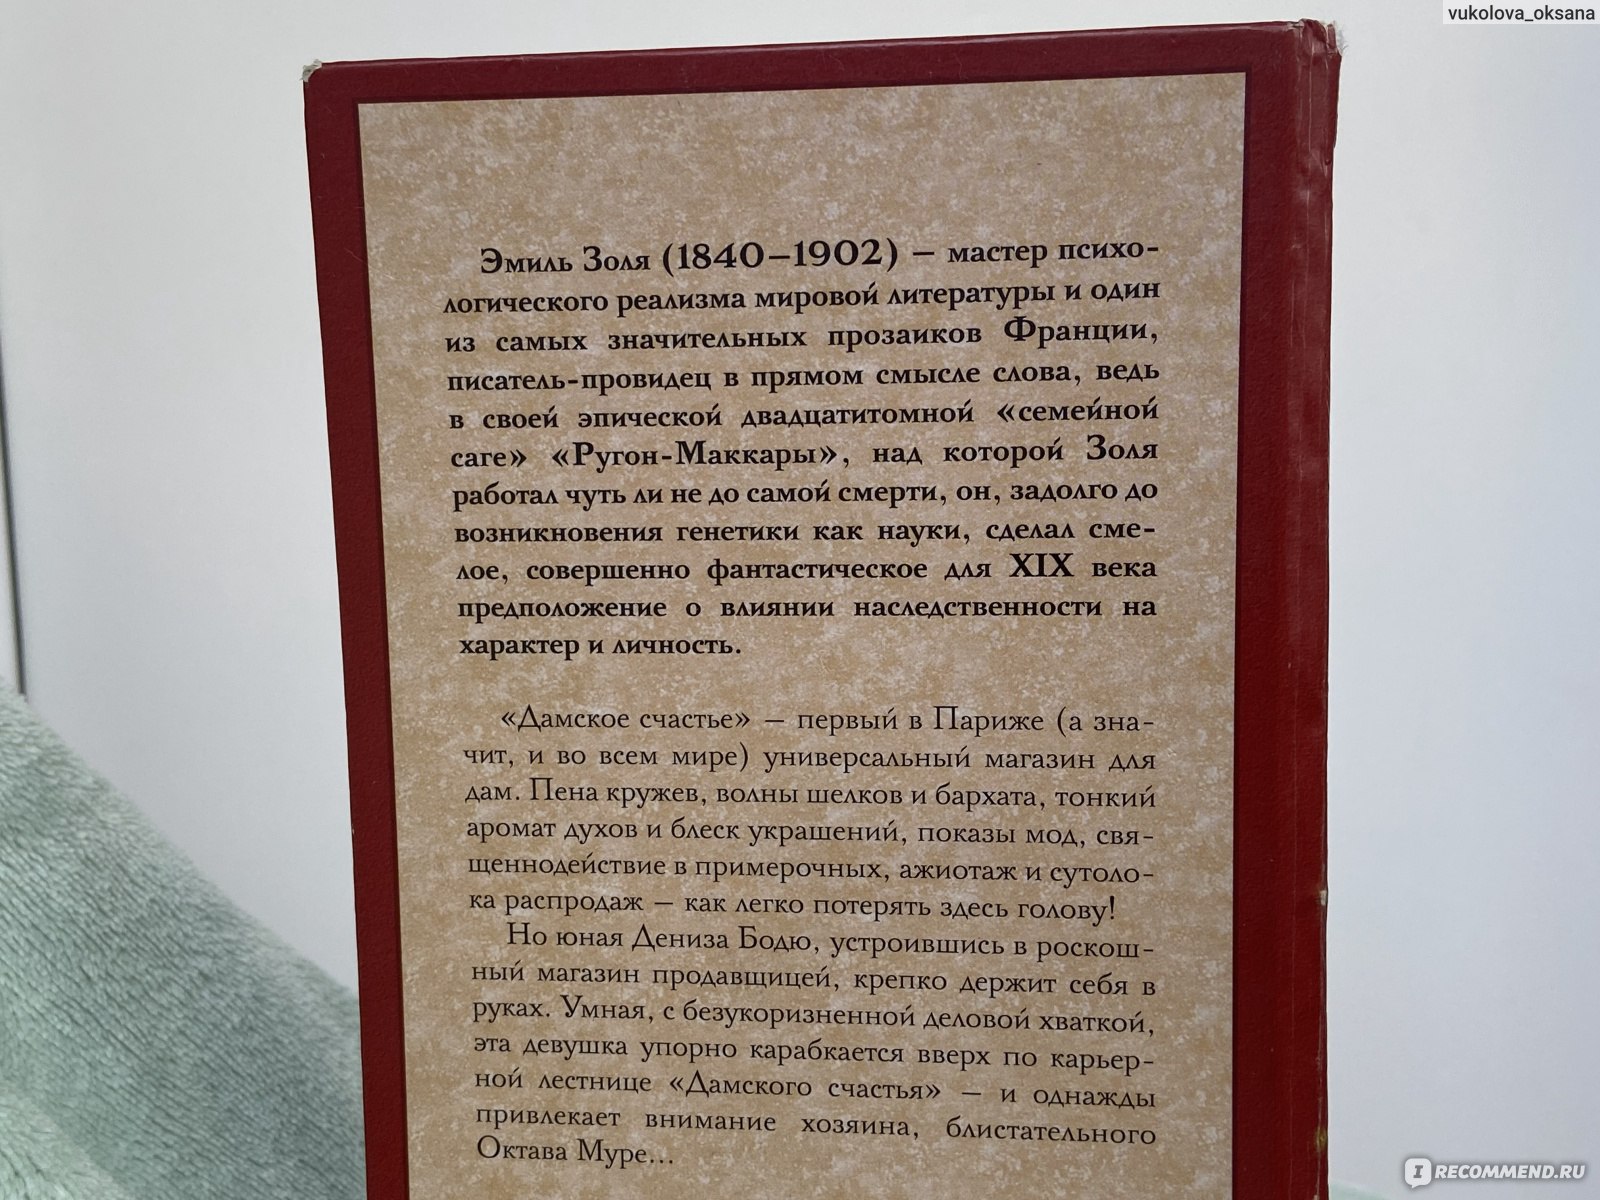 vukolova_oksana
Эмиль Золя (1840–1902) — мастер психо-
логического реализма мировой литературы и один
из самых значительных прозаиков Франции,
писатель-провидец в прямом смысле слова, ведь
в своей эпической двадцатитомной «семейной
саге» «Ругон-Маккары», над которой Золя
работал чуть ли не до самой смерти, он, задолго до
возникновения генетики как науки, сделал сме-
лое, совершенно фантастическое для XIX века
предположение о влиянии наследственности на
характер и личность.
«Дамское счастье» — первый в Париже (а зна-
чит, и во всем мире) универсальный магазин для
дам. Пена кружев, волны шелков и бархата, тонкий
аромат духов и блеск украшений, показы мод, свя-
щеннодействие в примерочных, ажиотаж и сутоло-
ка распродаж — как легко потерять здесь голову!
Но юная Дениза Бодю, устроившись в роскош-
ный магазин продавщицей, крепко держит себя в
руках. Умная, с безукоризненной деловой хваткой,
эта девушка упорно карабкается вверх по карьер-
ной лестнице «Дамского счастья» — и однажды
привлекает внимание хозяина, блистательного
Октава Муре...
IRECOMMEND.RU